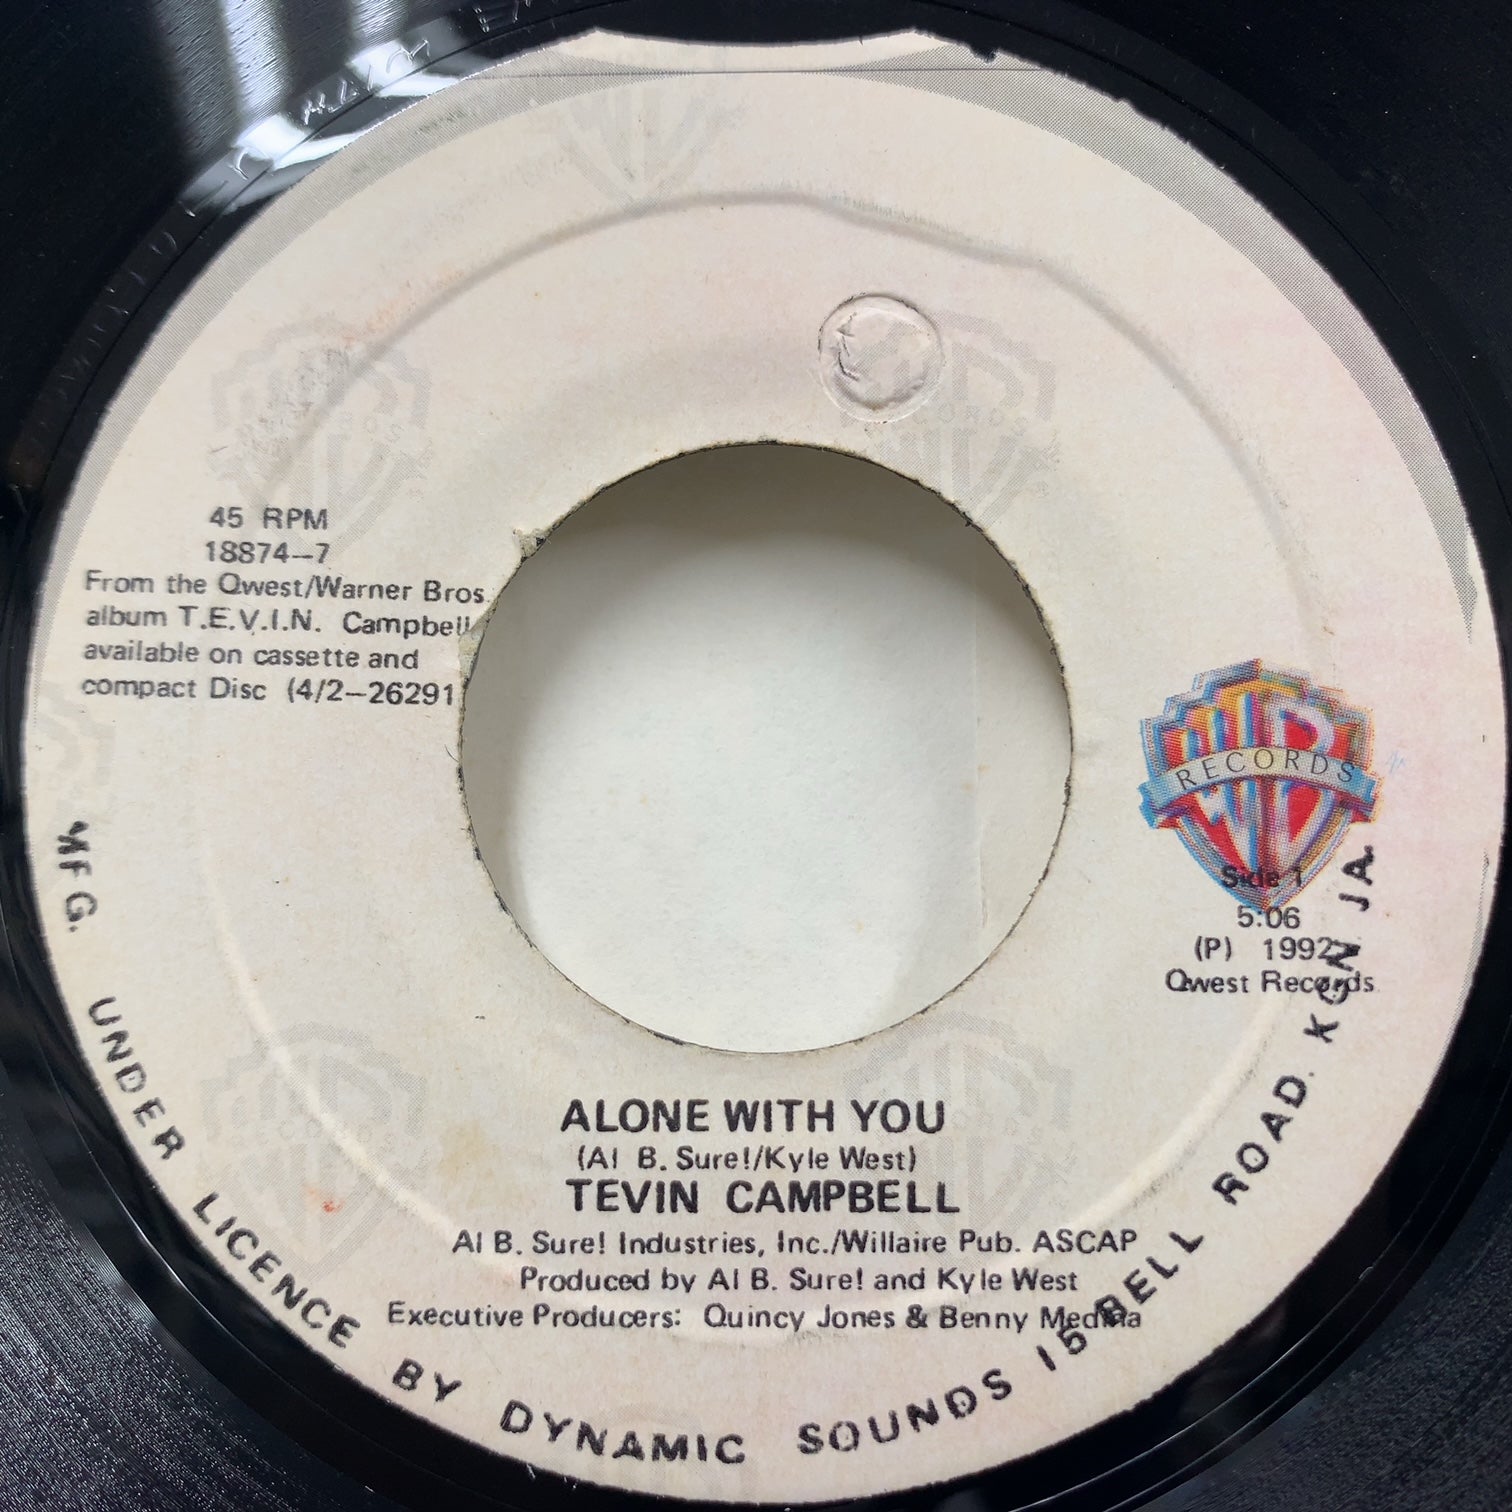 45 RPM
18874-7
From the Qwest/Warner Bros.
album T.E.V.I.N. Campbell
available on cassette and
compact Disc (4/2-26291
RECORDS
Side 1
5:06
(P) 1992
Qwest Records
ALONE WITH YOU
(Al B. Sure!/Kyle West)
TEVIN CAMPBELL
Al B. Sure! Industries, Inc./Willaire Pub. ASCAP
Produced by Al B. Sure! and Kyle West
Executive Producers: Quincy Jones & Benny Medina
MFG. UNDER LICENCE BY DYNAMIC SOUNDS 15 BELL ROAD. KGN JA.